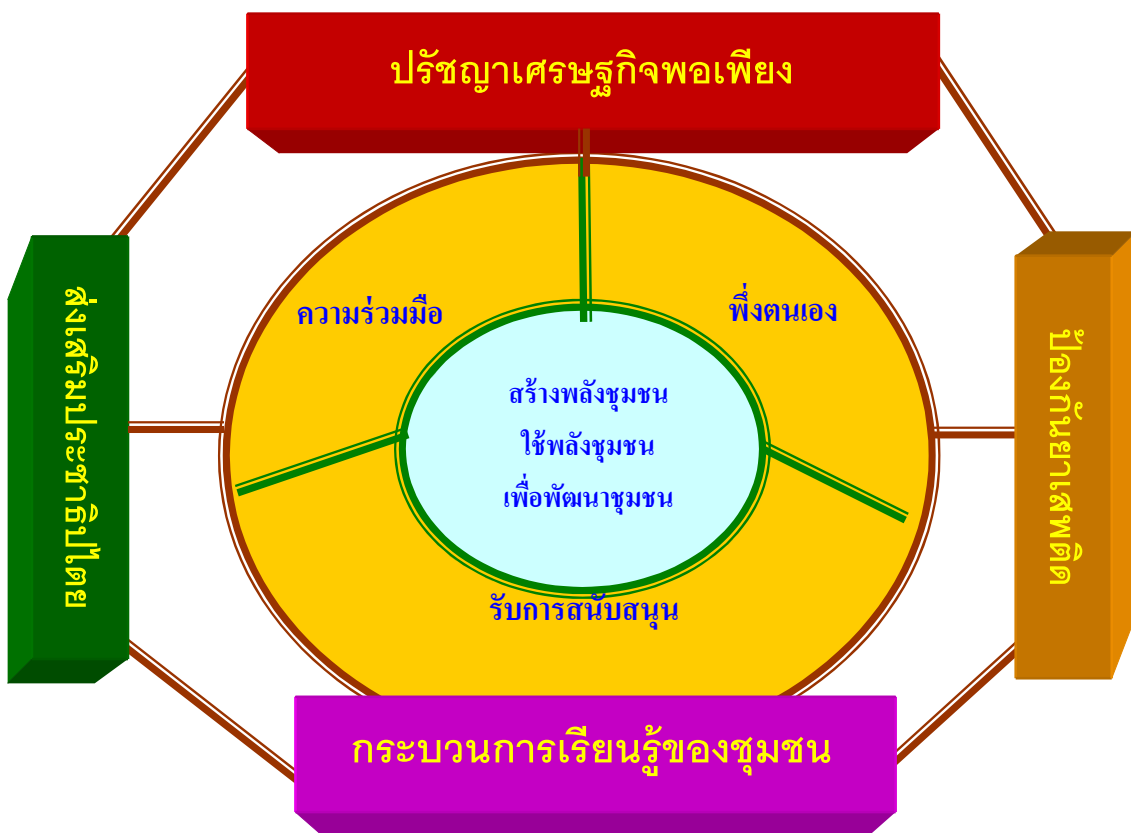 ปรัชญาเศรษฐกิจพอเพียง
ความร่วมมือ
พึ่งตนเอง
ส่งเสริมประชาธิปไตย
ป้องกันยาเสพติด
สร้างพลังชุมชน
ใช้พลังชุมชน
เพื่อพัฒนาชุมชน
รับการสนับสนุน
กระบวนการเรียนรู้ของชุมชน